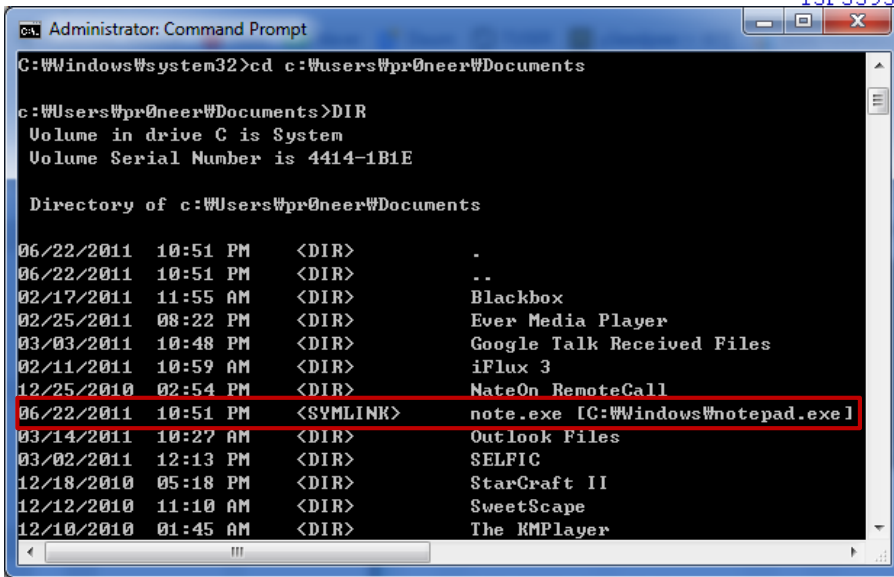 Administrator: Command Prompt
C:₩Windows₩system32>cd c:₩users₩pr0neer₩Documents
c:₩Users₩pr0neer₩Documents>DIR
Volume in drive C is System
Volume Serial Number is 4414-1B1E
Directory of c:₩Users₩pr0neer₩Documents
06/22/2011 10:51 PM <DIR> .
06/22/2011 10:51 PM <DIR> ..
02/17/2011 11:55 AM <DIR> Blackbox
02/25/2011 08:22 PM <DIR> Ever Media Player
03/03/2011 10:48 PM <DIR> Google Talk Received Files
02/11/2011 10:59 AM <DIR> iFlux 3
12/25/2010 02:54 PM <DIR> NateOn RemoteCall
06/22/2011 10:51 PM <SYMLINK> note.exe [C:₩Windows₩notepad.exe]
03/14/2011 10:27 AM <DIR> Outlook Files
03/02/2011 12:13 PM <DIR> SELFIC
12/18/2010 05:18 PM <DIR> StarCraft II
12/12/2010 11:10 AM <DIR> SweetScape
12/10/2010 01:45 AM <DIR> The KMPlayer